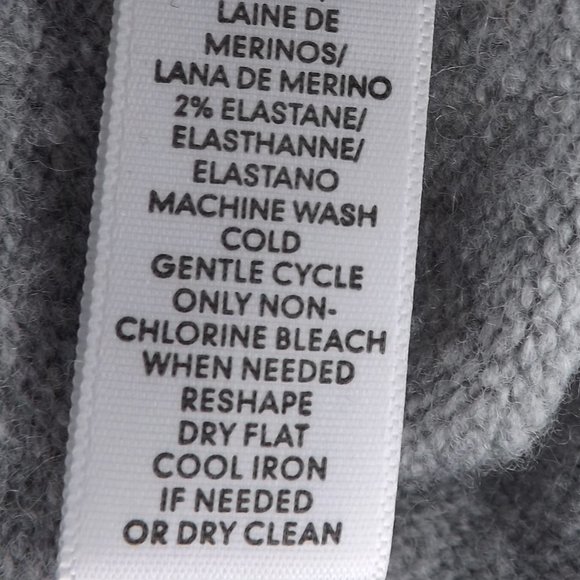 LAINE DE
MERINOS/
LANA DE MERINO
2% ELASTANE/
ELASTHANNE/
ELASTANO
MACHINE WASH
COLD
GENTLE CYCLE
ONLY NON-
CHLORINE BLEACH
WHEN NEEDED
RESHAPE
DRY FLAT
COOL IRON
IF NEEDED
OR DRY CLEAN